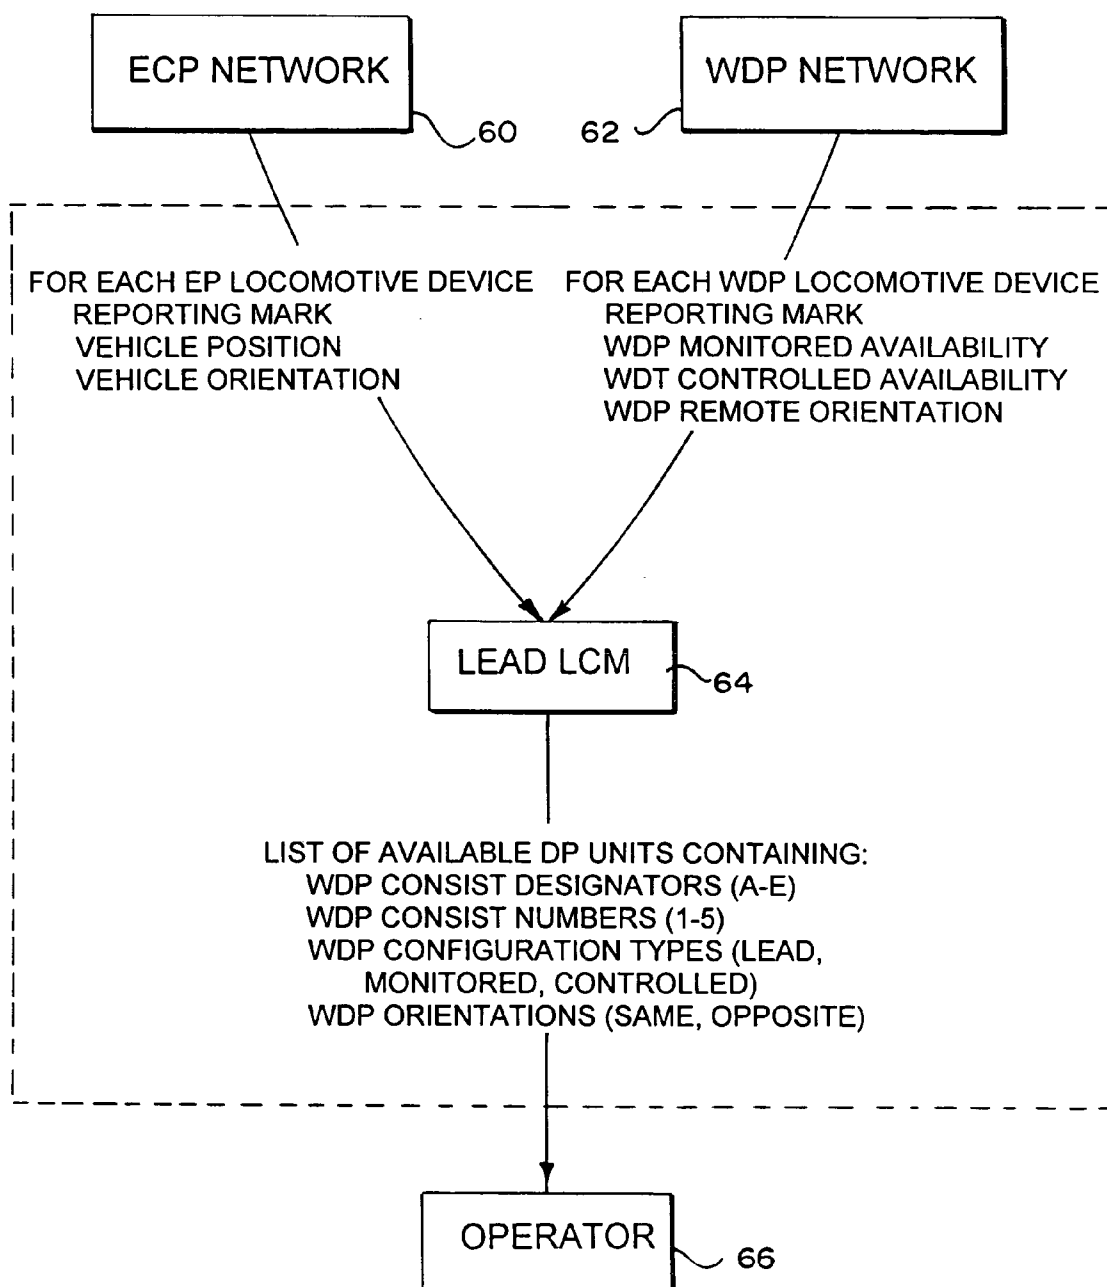 ECP NETWORK
WDP NETWORK
60
62
FOR EACH EP LOCOMOTIVE DEVICE
REPORTING MARK
VEHICLE POSITION
VEHICLE ORIENTATION
FOR EACH WDP LOCOMOTIVE DEVICE
REPORTING MARK
WDP MONITORED AVAILABILITY
WDT CONTROLLED AVAILABILITY
WDP REMOTE ORIENTATION
LEAD LCM
64
LIST OF AVAILABLE DP UNITS CONTAINING:
WDP CONSIST DESIGNATORS (A-E)
WDP CONSIST NUMBERS (1-5)
WDP CONFIGURATION TYPES (LEAD,
MONITORED, CONTROLLED)
WDP ORIENTATIONS (SAME, OPPOSITE)
OPERATOR
66